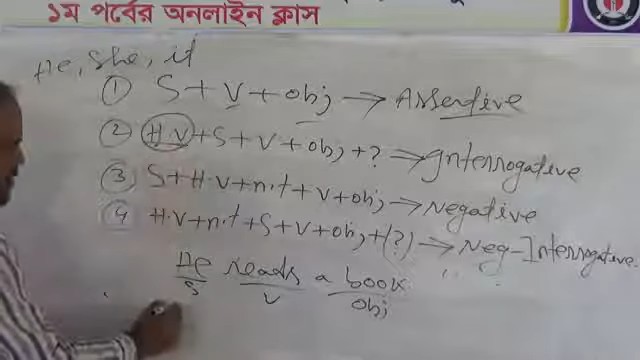 ১ম পর্বের অনলাইন ক্লাস
He, She, it
① S + V + obj → Assertive
② H.V + S + V + obj + ? → Interrogative
③ S + H.V + n.t + V + obj → Negative
④ H.V + n.t + S + V + obj + (?) → Neg-Interrogative.
He reads a book
S V obj